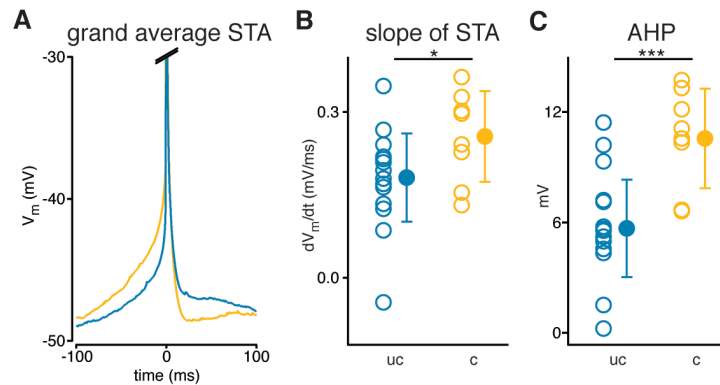 A
grand average STA
-30
-40
-50
Vm (mV)
-100
0
100
time (ms)
B
slope of STA
*
0.3
0.0
dVm/dt (mV/ms)
uc
c
C
AHP
***
12
6
0
mV
uc
c